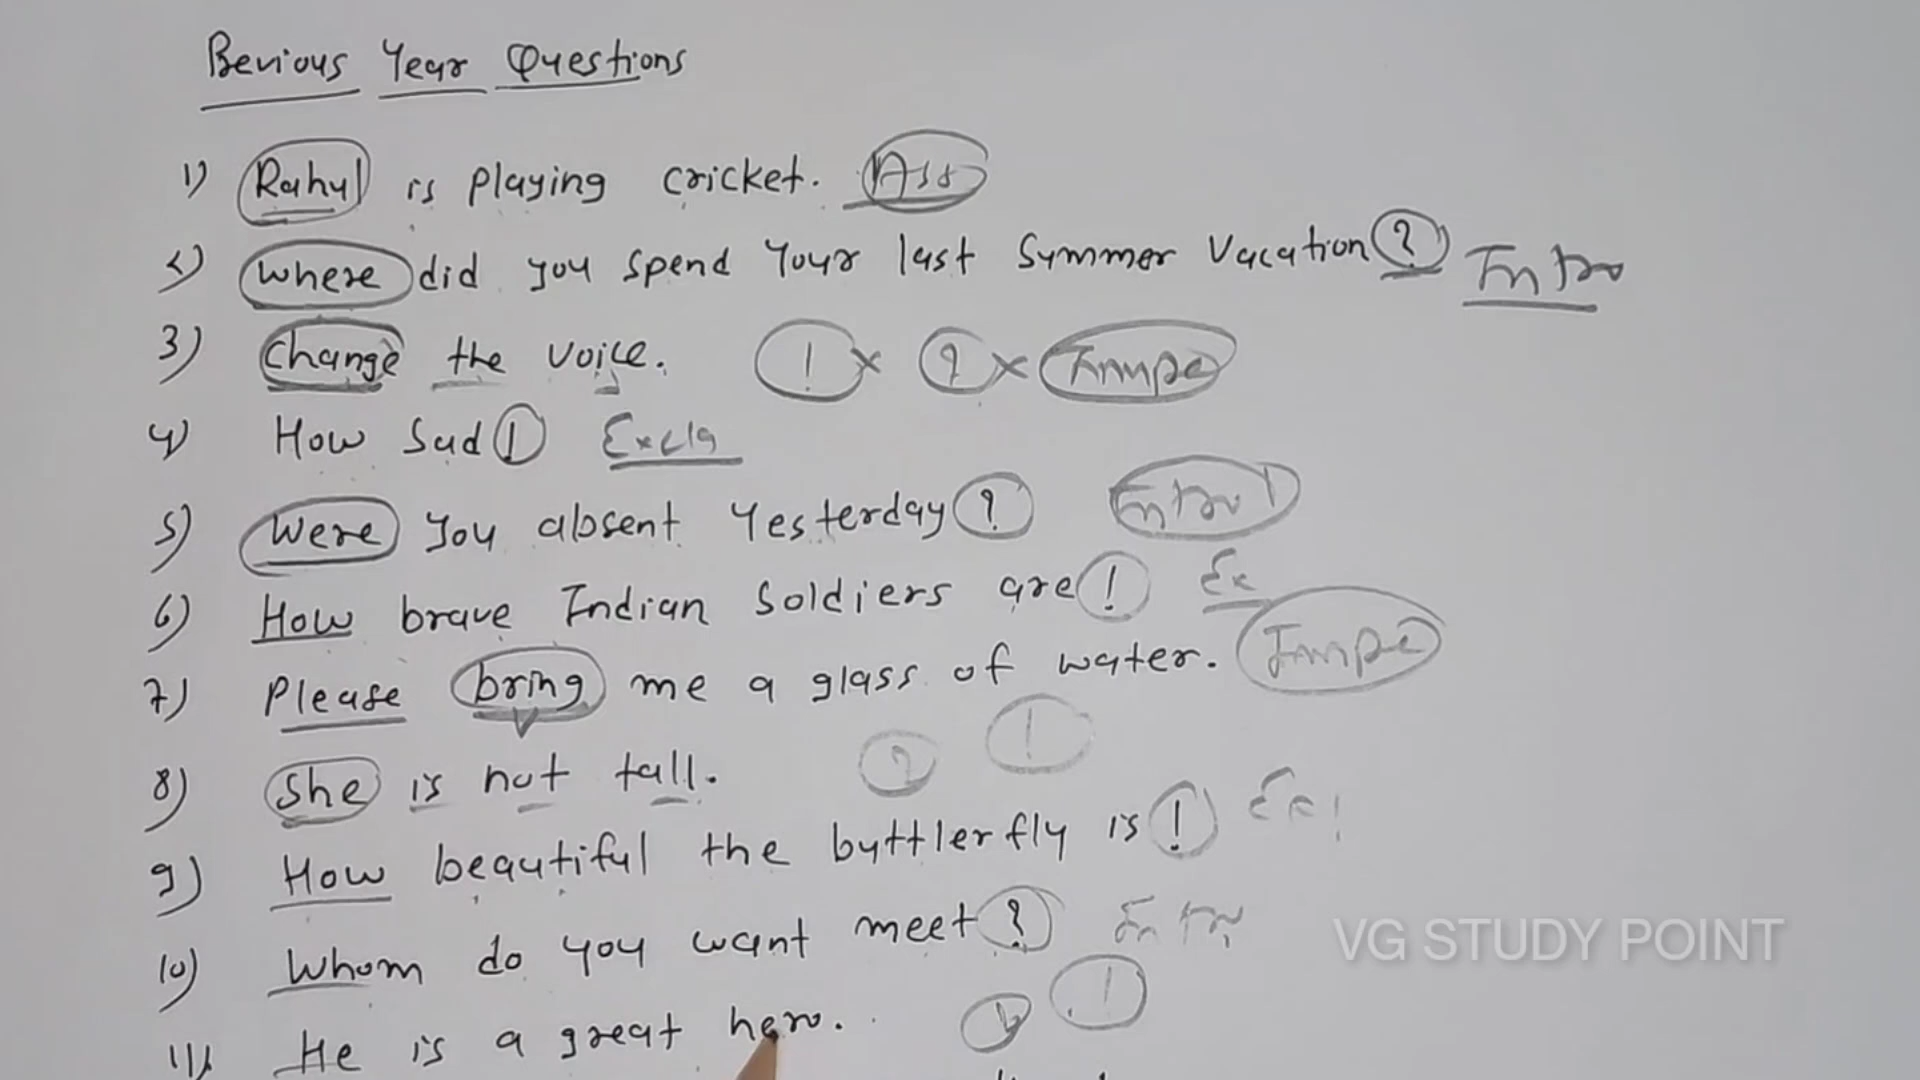 Previous Year Questions
1) Rahul is playing cricket. Ass
2) Where did you spend your last summer vacation? Intro
3) Change the voice. ! x ? x Impe
4) How sad! Excla
5) Were you absent yesterday? Intro
6) How brave Indian soldiers are! Ex
7) Please bring me a glass of water. Impe
8) She is not tall. ? !
9) How beautiful the buttlerfly is! Ex!
10) Whom do you want meet? Intr
VG STUDY POINT
11) He is a great hero. !